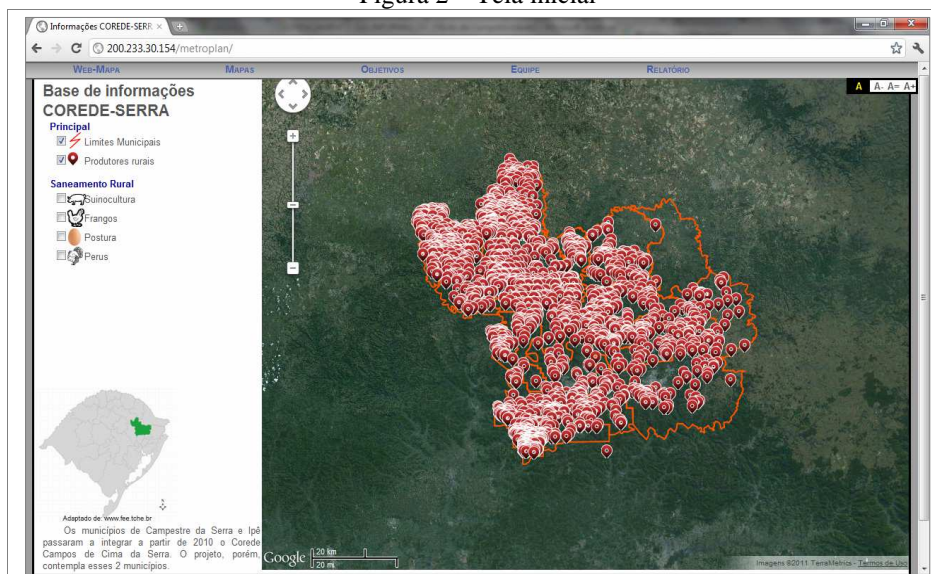 Figura 2 – Tela inicial
Informações COREDE-SERR
200.233.30.154/metroplan/
WEB-MAPA MAPAS OBJETIVOS EQUIPE RELATÓRIO
A A- A= A+
Base de informações
COREDE-SERRA
Principal
Limites Municipais
Produtores rurais
Saneamento Rural
Suinocultura
Frangos
Postura
Perus
Adaptado de: www.fee.tche.br
Os municípios de Campestre da Serra e Ipê
passaram a integrar a partir de 2010 o Corede
Campos de Cima da Serra. O projeto, porém,
contempla esses 2 municípios.
Google
20 km
20 mi
Imagens ©2011 TerraMetrics - Termos de Uso